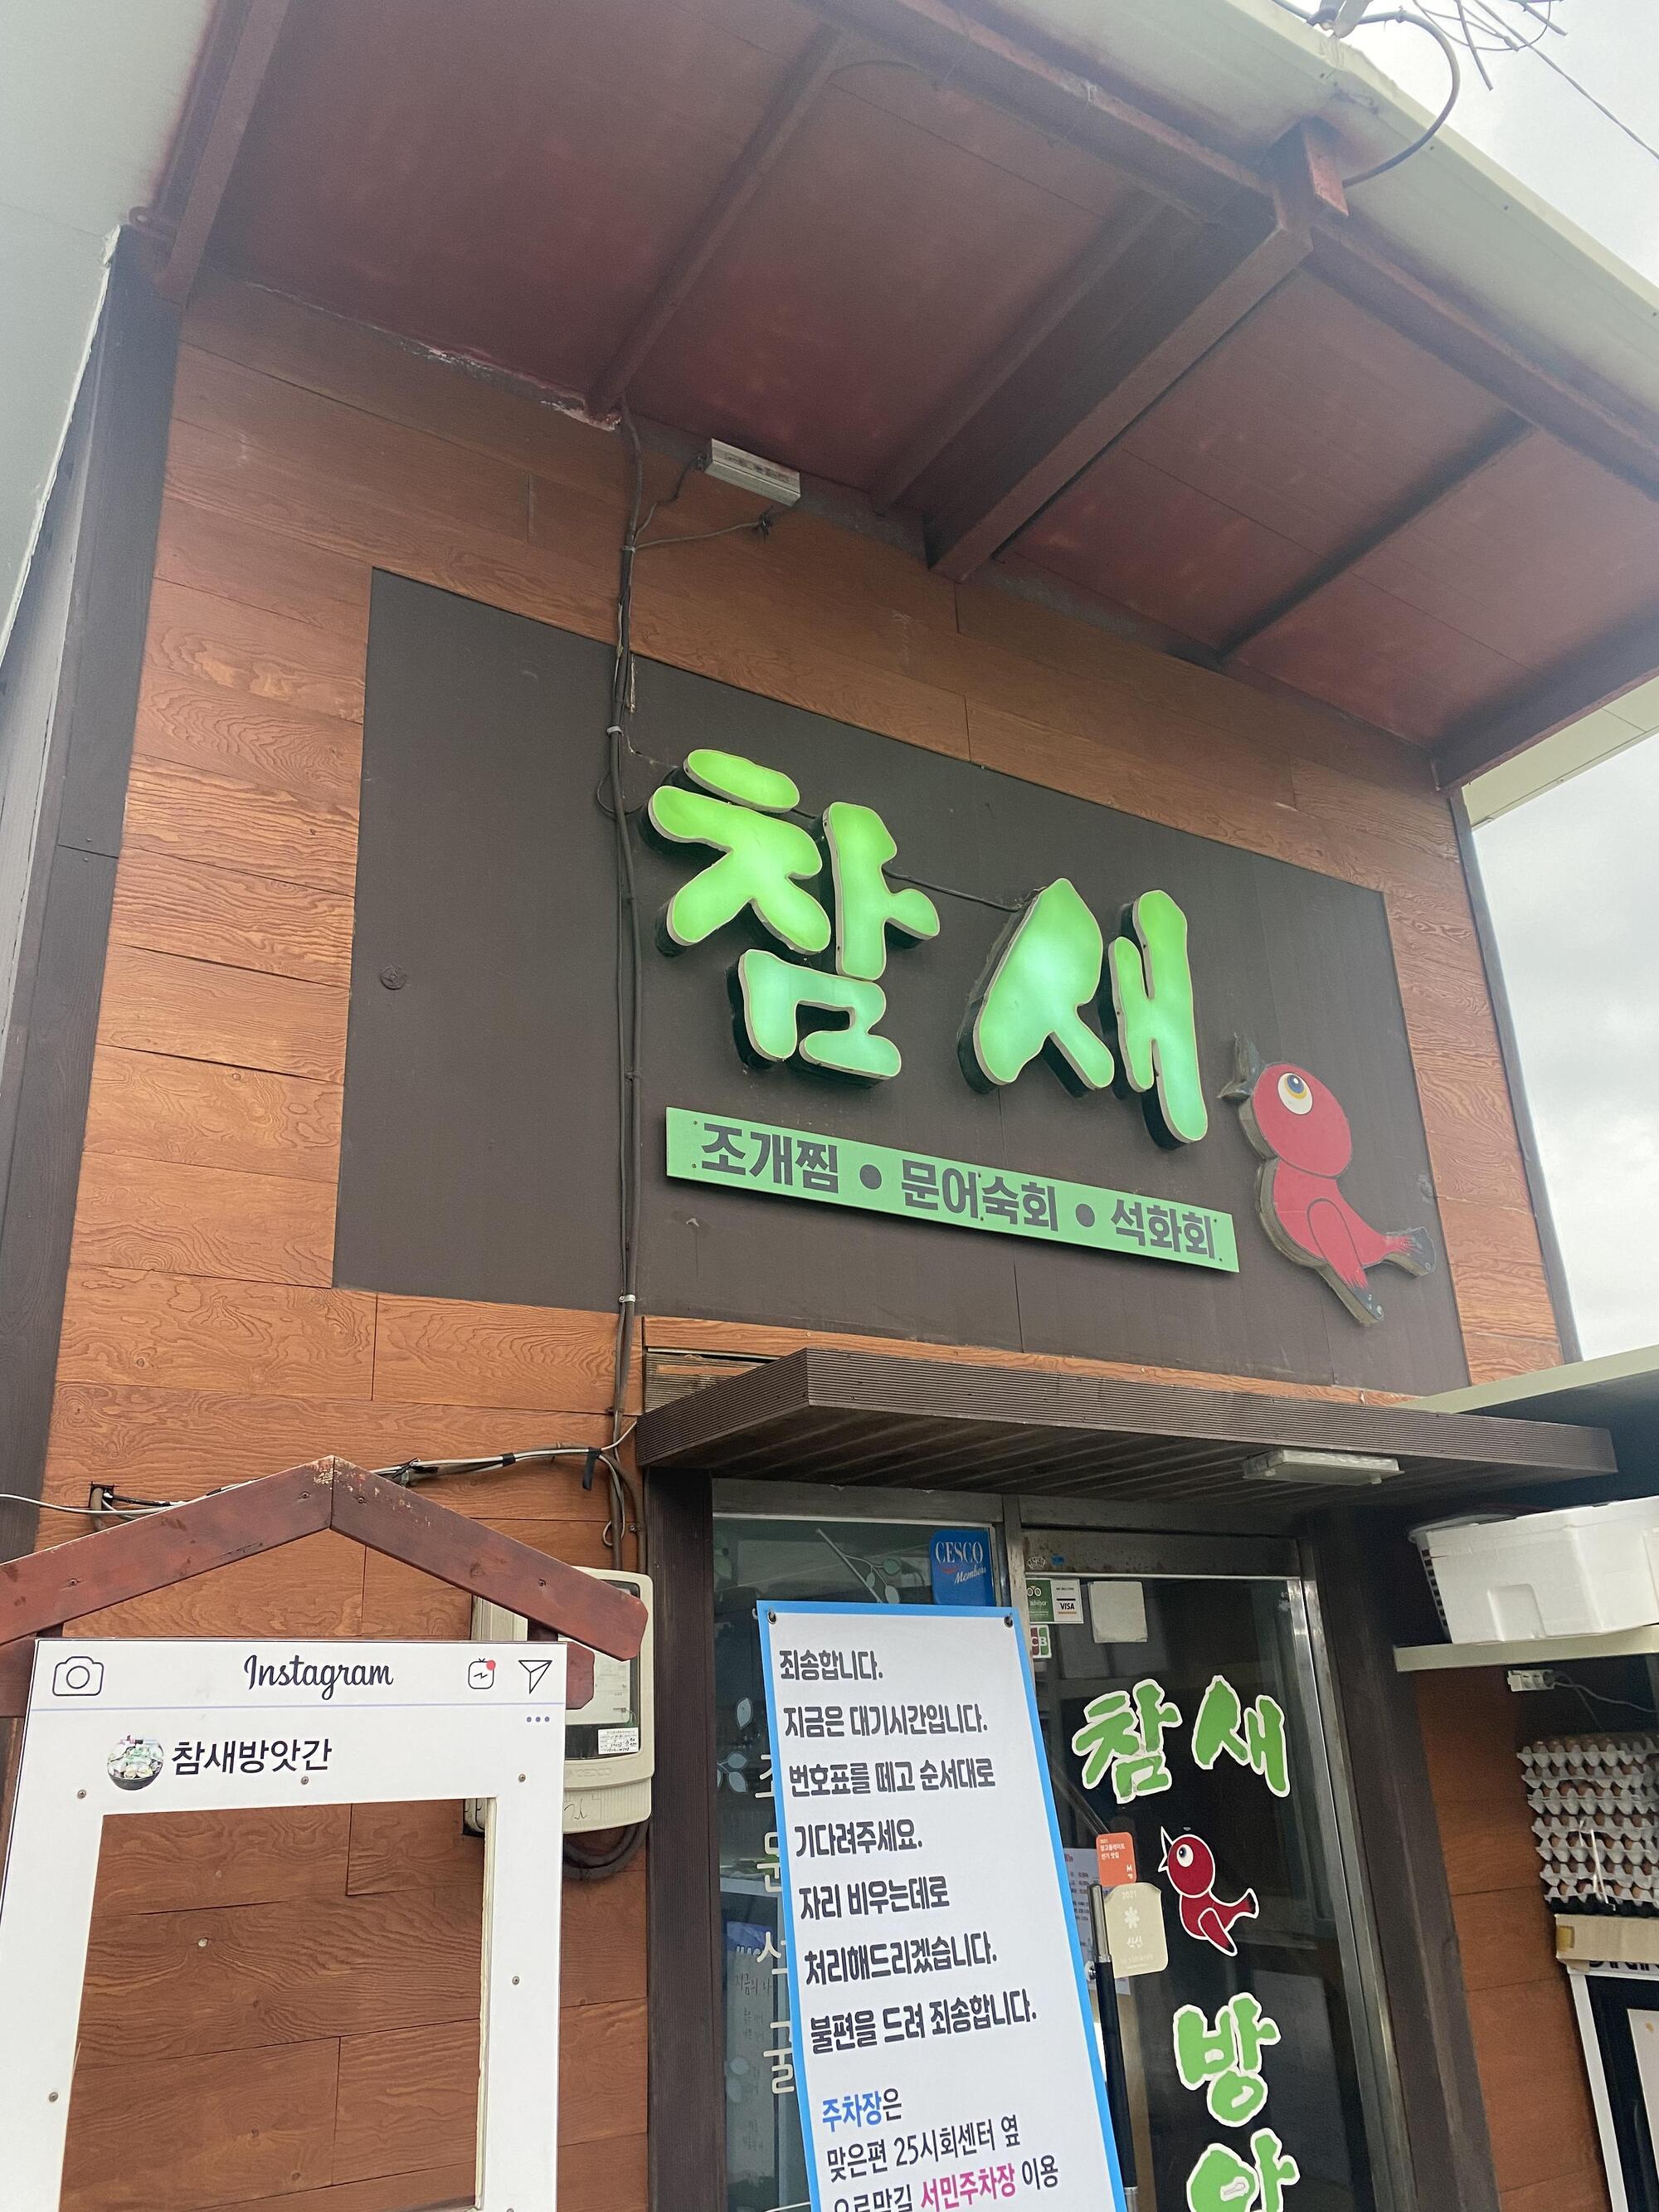 참새
조개찜 • 문어숙회 • 석화회
Instagram
참새방앗간
CESCO
Members
VISA
죄송합니다.
지금은 대기시간입니다.
번호표를 떼고 순서대로
기다려주세요.
자리 비우는데로
처리해드리겠습니다.
불편을 드려 죄송합니다.
주차장은
맞은편 25시회센터 옆
서민주차장 이용
참새
방
아
2021